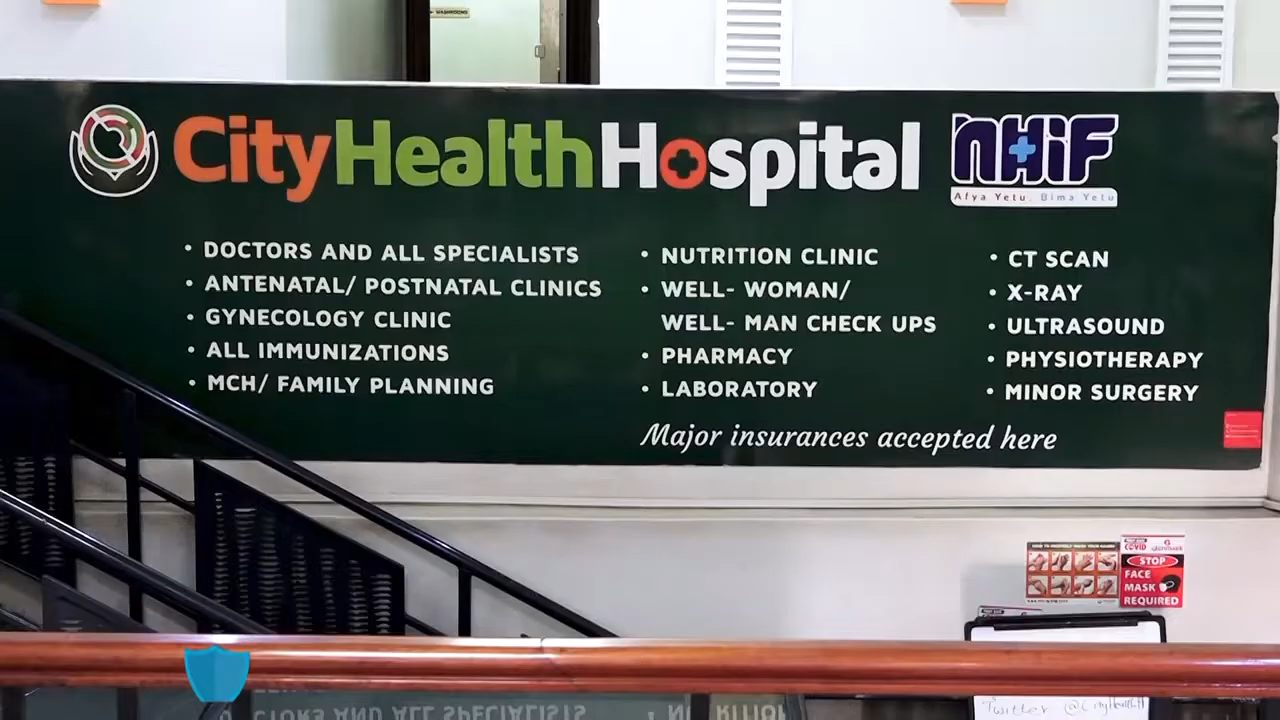 WASHROOMS
CityHealthHospital
NHiF
Afya Yetu, Bima Yetu
• DOCTORS AND ALL SPECIALISTS
• ANTENATAL/ POSTNATAL CLINICS
• GYNECOLOGY CLINIC
• ALL IMMUNIZATIONS
• MCH/ FAMILY PLANNING
• NUTRITION CLINIC
• WELL- WOMAN/
WELL- MAN CHECK UPS
• PHARMACY
• LABORATORY
• CT SCAN
• X-RAY
• ULTRASOUND
• PHYSIOTHERAPY
• MINOR SURGERY
Major insurances accepted here
COVID
STOP
FACE
MASK
REQUIRED
Twitter @CityHealthH